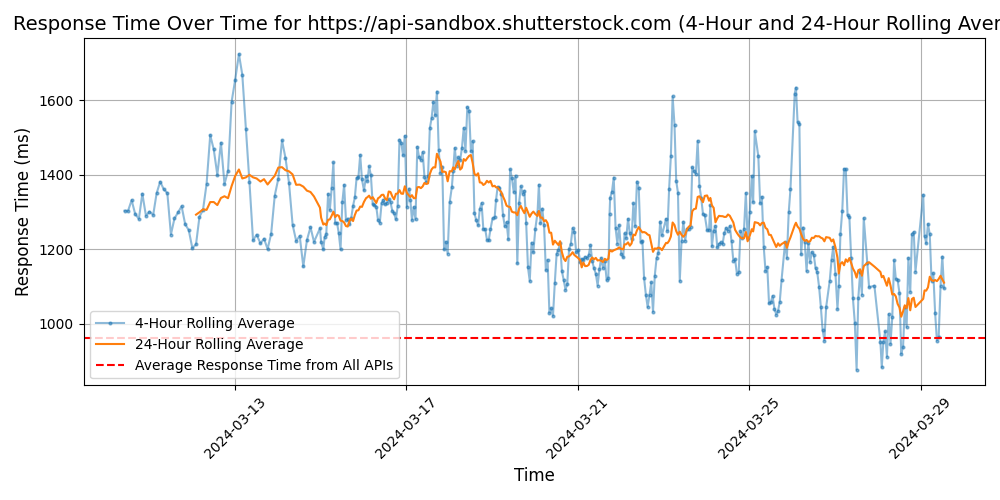 Response Time Over Time for https://api-sandbox.shutterstock.com (4-Hour and 24-Hour Rolling Aver
Response Time (ms)
1600
1400
1200
1000
4-Hour Rolling Average
24-Hour Rolling Average
Average Response Time from All APIs
2024-03-13
2024-03-17
2024-03-21
2024-03-25
2024-03-29
Time